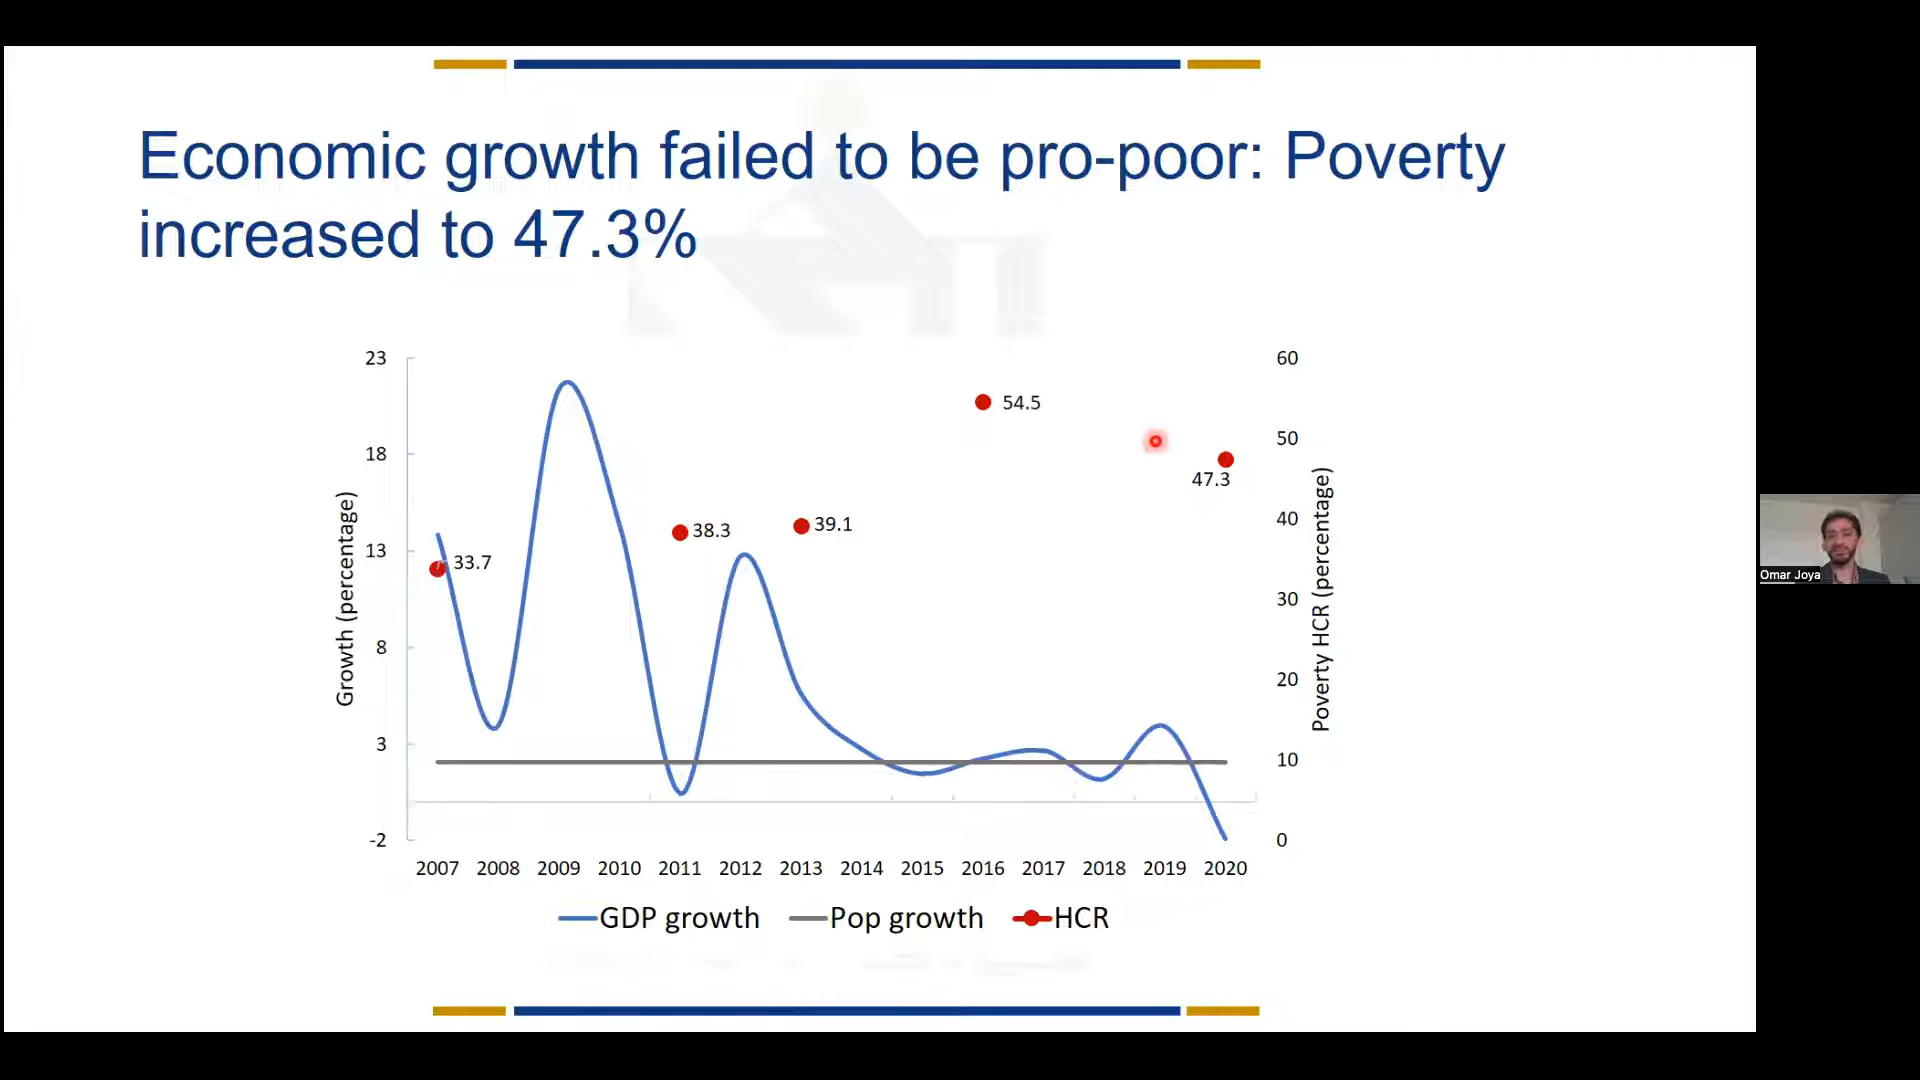 Economic growth failed to be pro-poor: Poverty
increased to 47.3%
Growth (percentage)
23
18
13
8
3
-2
33.7
38.3
39.1
54.5
47.3
60
50
40
30
20
10
0
Poverty HCR (percentage)
2007 2008 2009 2010 2011 2012 2013 2014 2015 2016 2017 2018 2019 2020
GDP growth Pop growth HCR
Omar Joya